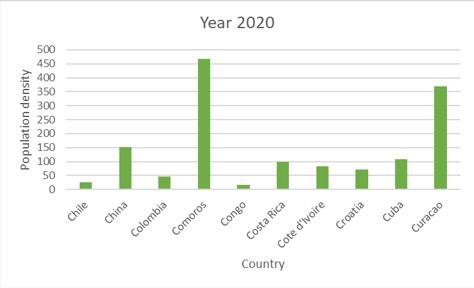 Year 2020
Population density
500
450
400
350
300
250
200
150
100
50
0
Chile
China
Colombia
Comoros
Congo
Costa Rica
Cote d'Ivoire
Croatia
Cuba
Curacao
Country